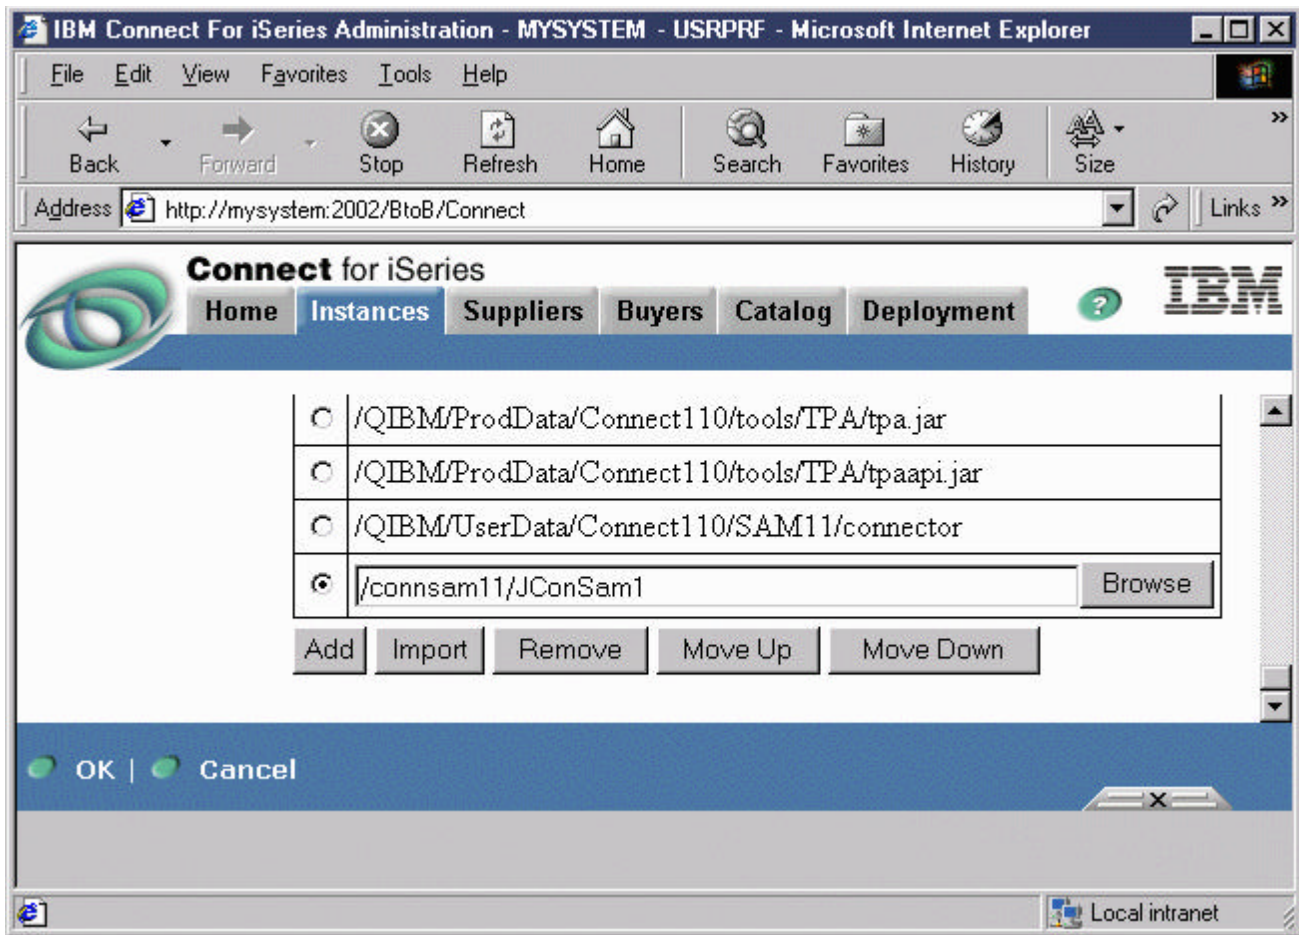 IBM Connect For iSeries Administration - MYSYSTEM - USRPRF - Microsoft Internet Explorer
File Edit View Favorites Tools Help
Back Forward Stop Refresh Home Search Favorites History Size »
Address http://mysystem:2002/BtoB/Connect Links »
Connect for iSeries
IBM
Home Instances Suppliers Buyers Catalog Deployment ?
/QIBM/ProdData/Connect110/tools/TPA/tpa.jar
/QIBM/ProdData/Connect110/tools/TPA/tpaapi.jar
/QIBM/UserData/Connect110/SAM11/connector
/connsam11/JConSam1 Browse
Add Import Remove Move Up Move Down
OK | Cancel
x
Local intranet